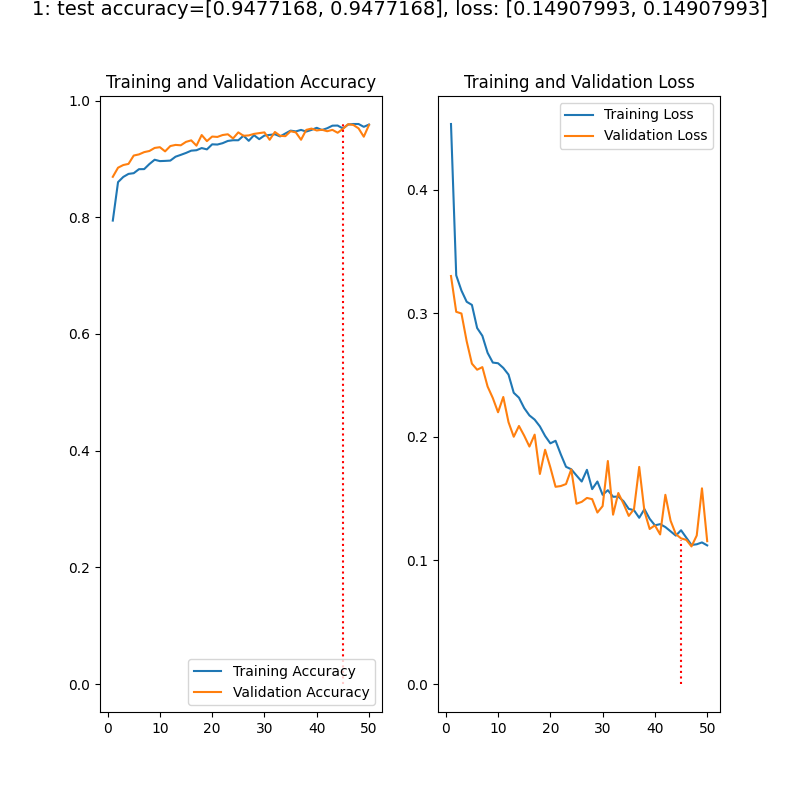 1: test accuracy=[0.9477168, 0.9477168], loss: [0.14907993, 0.14907993]
Training and Validation Accuracy
1.0
0.8
0.6
0.4
0.2
0.0
Training Accuracy
Validation Accuracy
0 10 20 30 40 50
Training and Validation Loss
Training Loss
Validation Loss
0.4
0.3
0.2
0.1
0.0
0 10 20 30 40 50